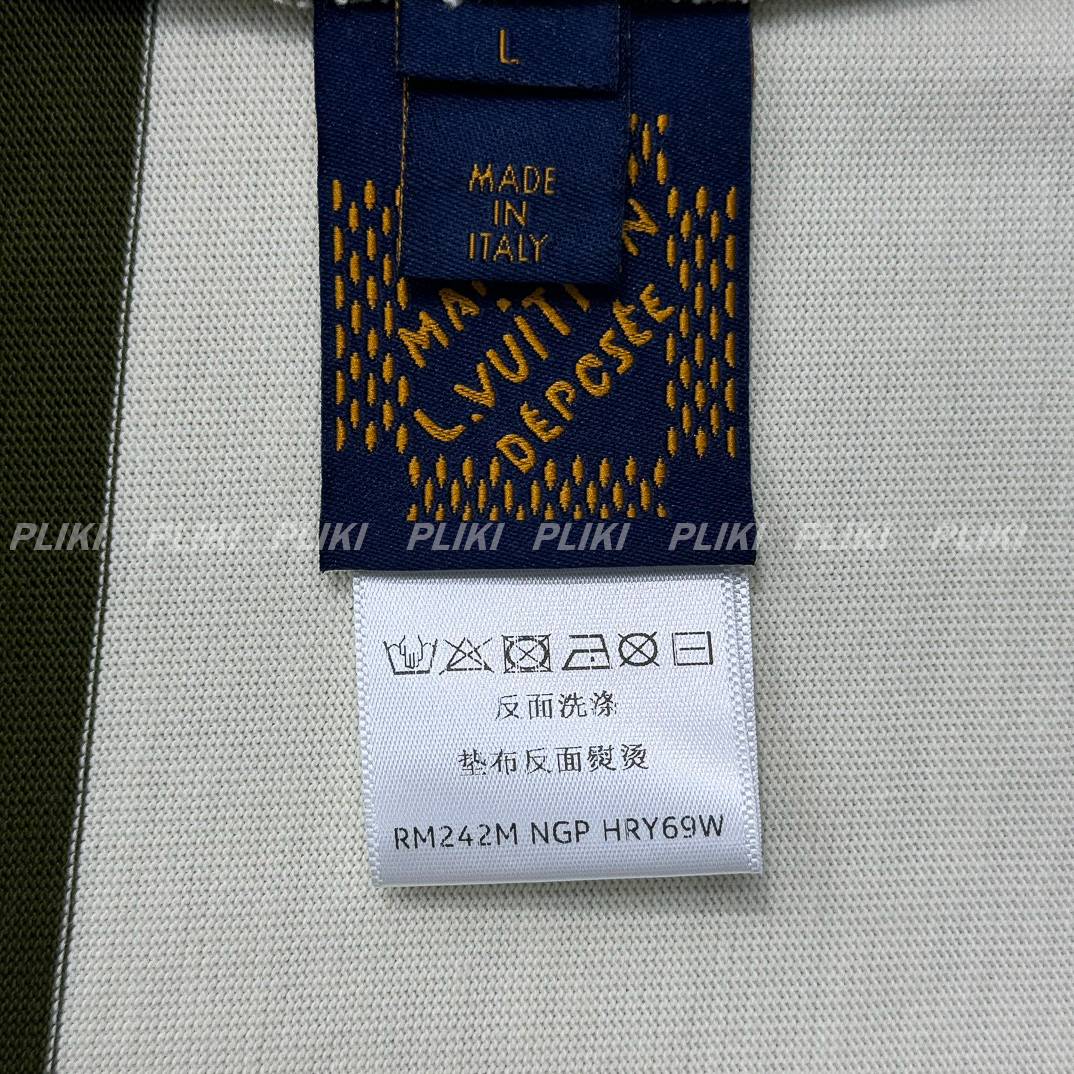 L
MADE
IN
ITALY
L.VUITTON
DÉPOSÉE
PLIKI PLIKI PLIKI PLIKI PLIKI PLIKI PLIKI PLIKI
反面洗涤
垫布反面熨烫
RM242M NGP HRY69W